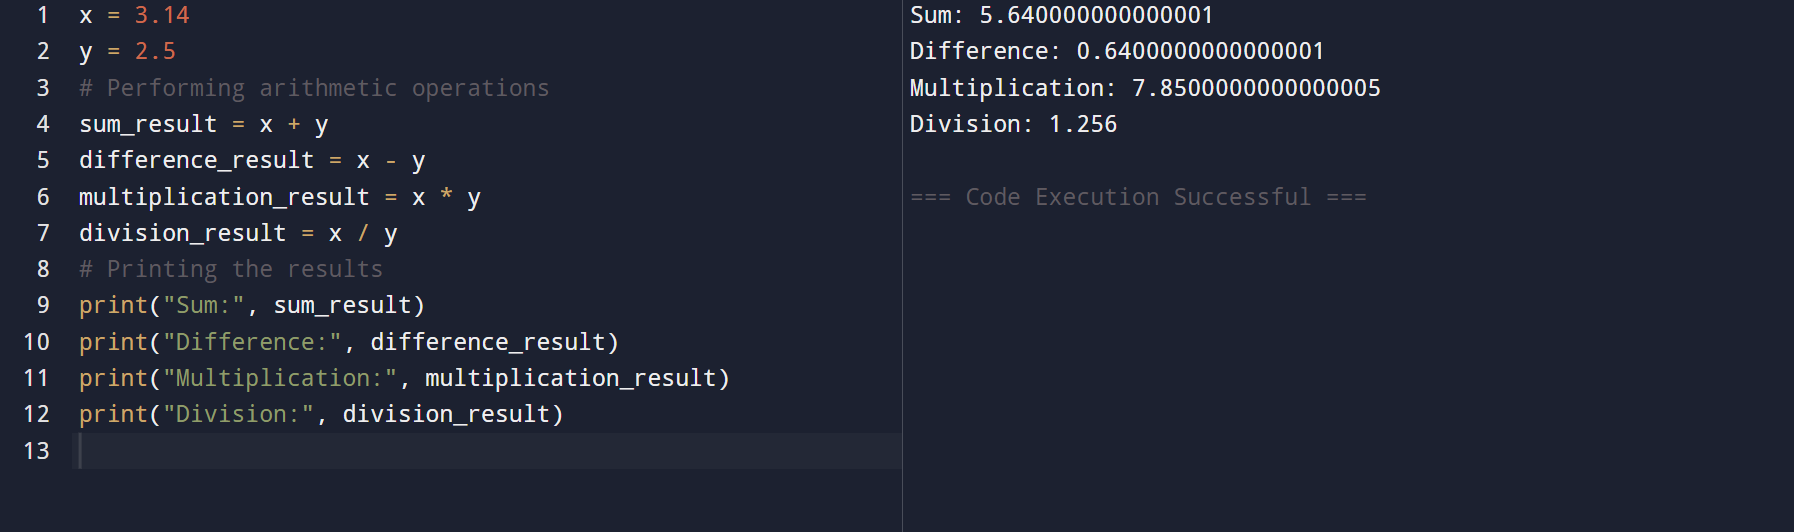 1 x = 3.14
2 y = 2.5
3 # Performing arithmetic operations
4 sum_result = x + y
5 difference_result = x - y
6 multiplication_result = x * y
7 division_result = x / y
8 # Printing the results
9 print("Sum:", sum_result)
10 print("Difference:", difference_result)
11 print("Multiplication:", multiplication_result)
12 print("Division:", division_result)
13
Sum: 5.640000000000001
Difference: 0.6400000000000001
Multiplication: 7.8500000000000005
Division: 1.256
=== Code Execution Successful ===